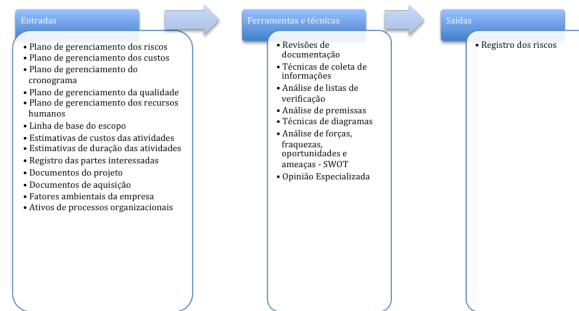 Entradas
• Plano de gerenciamento dos riscos
• Plano de gerenciamento dos custos
• Plano de gerenciamento do
cronograma
• Plano de gerenciamento da qualidade
• Plano de gerenciamento dos recursos
humanos
• Linha de base do escopo
• Estimativas de custos das atividades
• Estimativas de duração das atividades
• Registro das partes interessadas
• Documentos do projeto
• Documentos de aquisição
• Fatores ambientais da empresa
• Ativos de processos organizacionais
Ferramentas e técnicas
• Revisões de
documentação
• Técnicas de coleta de
informações
• Análise de listas de
verificação
• Análise de premissas
• Técnicas de diagramas
• Análise de forças,
fraquezas,
oportunidades e
ameaças - SWOT
• Opinião Especializada
Saídas
• Registro dos riscos